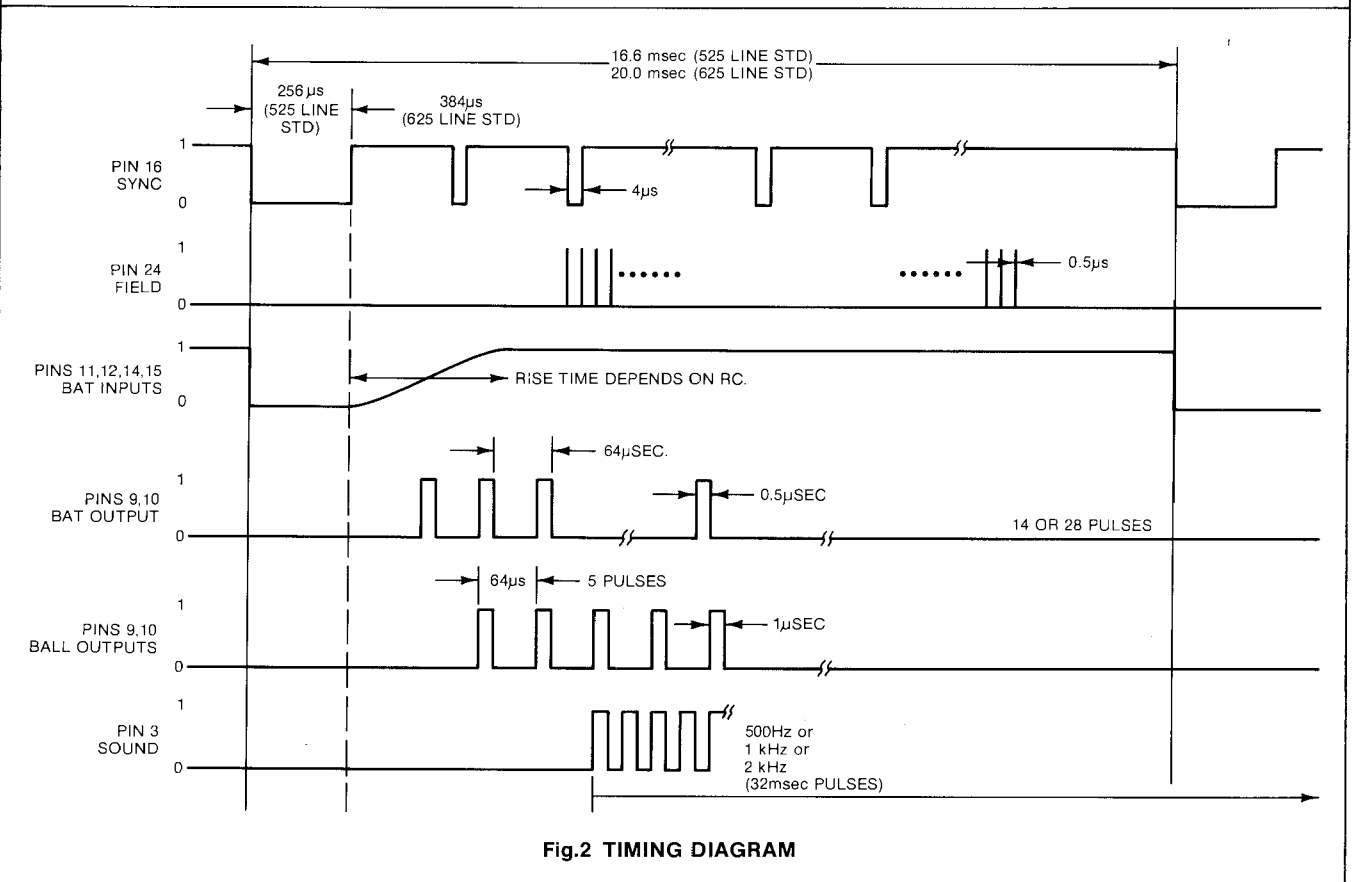 16.6 msec (525 LINE STD)
20.0 msec (625 LINE STD)
256µs
(525 LINE
STD)
384µs
(625 LINE STD)
1
PIN 16
SYNC
0
4µs
1
PIN 24
FIELD
0
0.5µs
1
PINS 11,12,14,15
BAT INPUTS
0
RISE TIME DEPENDS ON RC.
64µSEC.
1
PINS 9,10
BAT OUTPUT
0
0.5µSEC
14 OR 28 PULSES
64µs
5 PULSES
1
PINS 9,10
BALL OUTPUTS
0
1µSEC
1
PIN 3
SOUND
0
500Hz or
1 kHz or
2 kHz
(32msec PULSES)
Fig.2 TIMING DIAGRAM